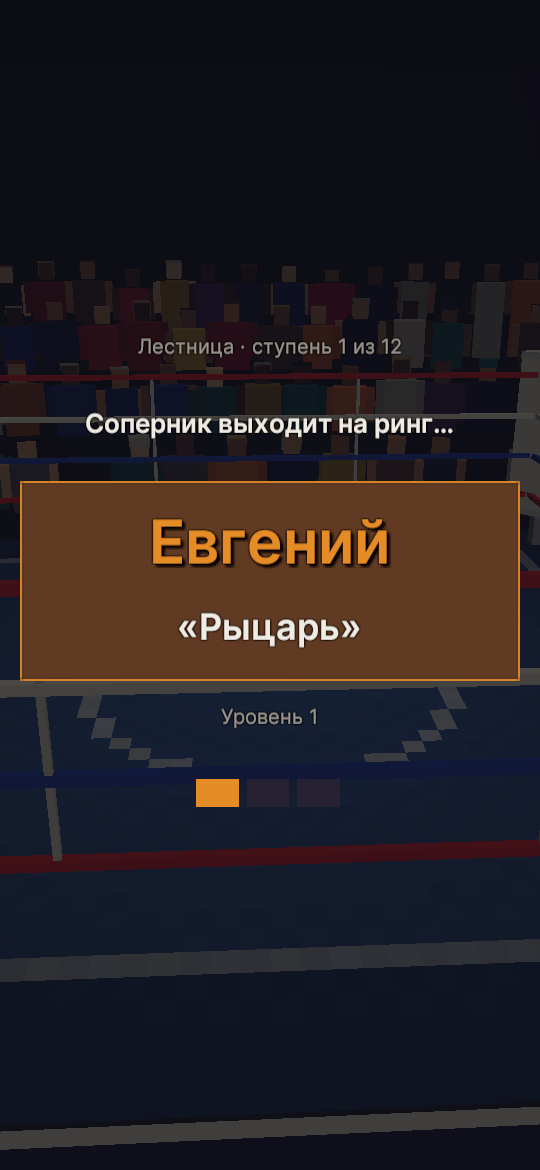 Лестница · ступень 1 из 12
Соперник выходит на ринг...
Евгений
«Рыцарь»
Уровень 1